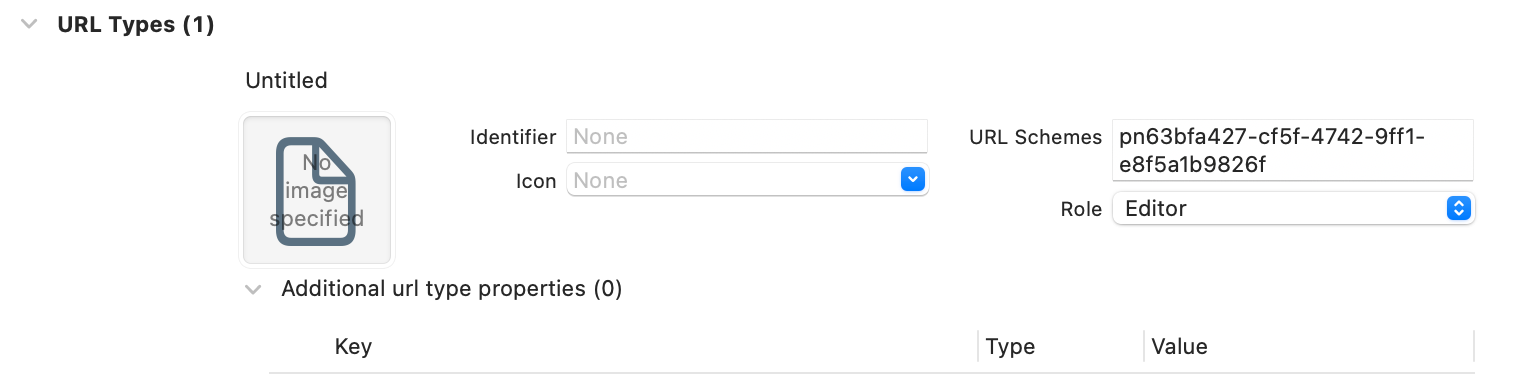 URL Types (1)
Untitled
No image specified
Identifier None
Icon None
URL Schemes pn63bfa427-cf5f-4742-9ff1-
e8f5a1b9826f
Role Editor
Additional url type properties (0)
Key Type Value